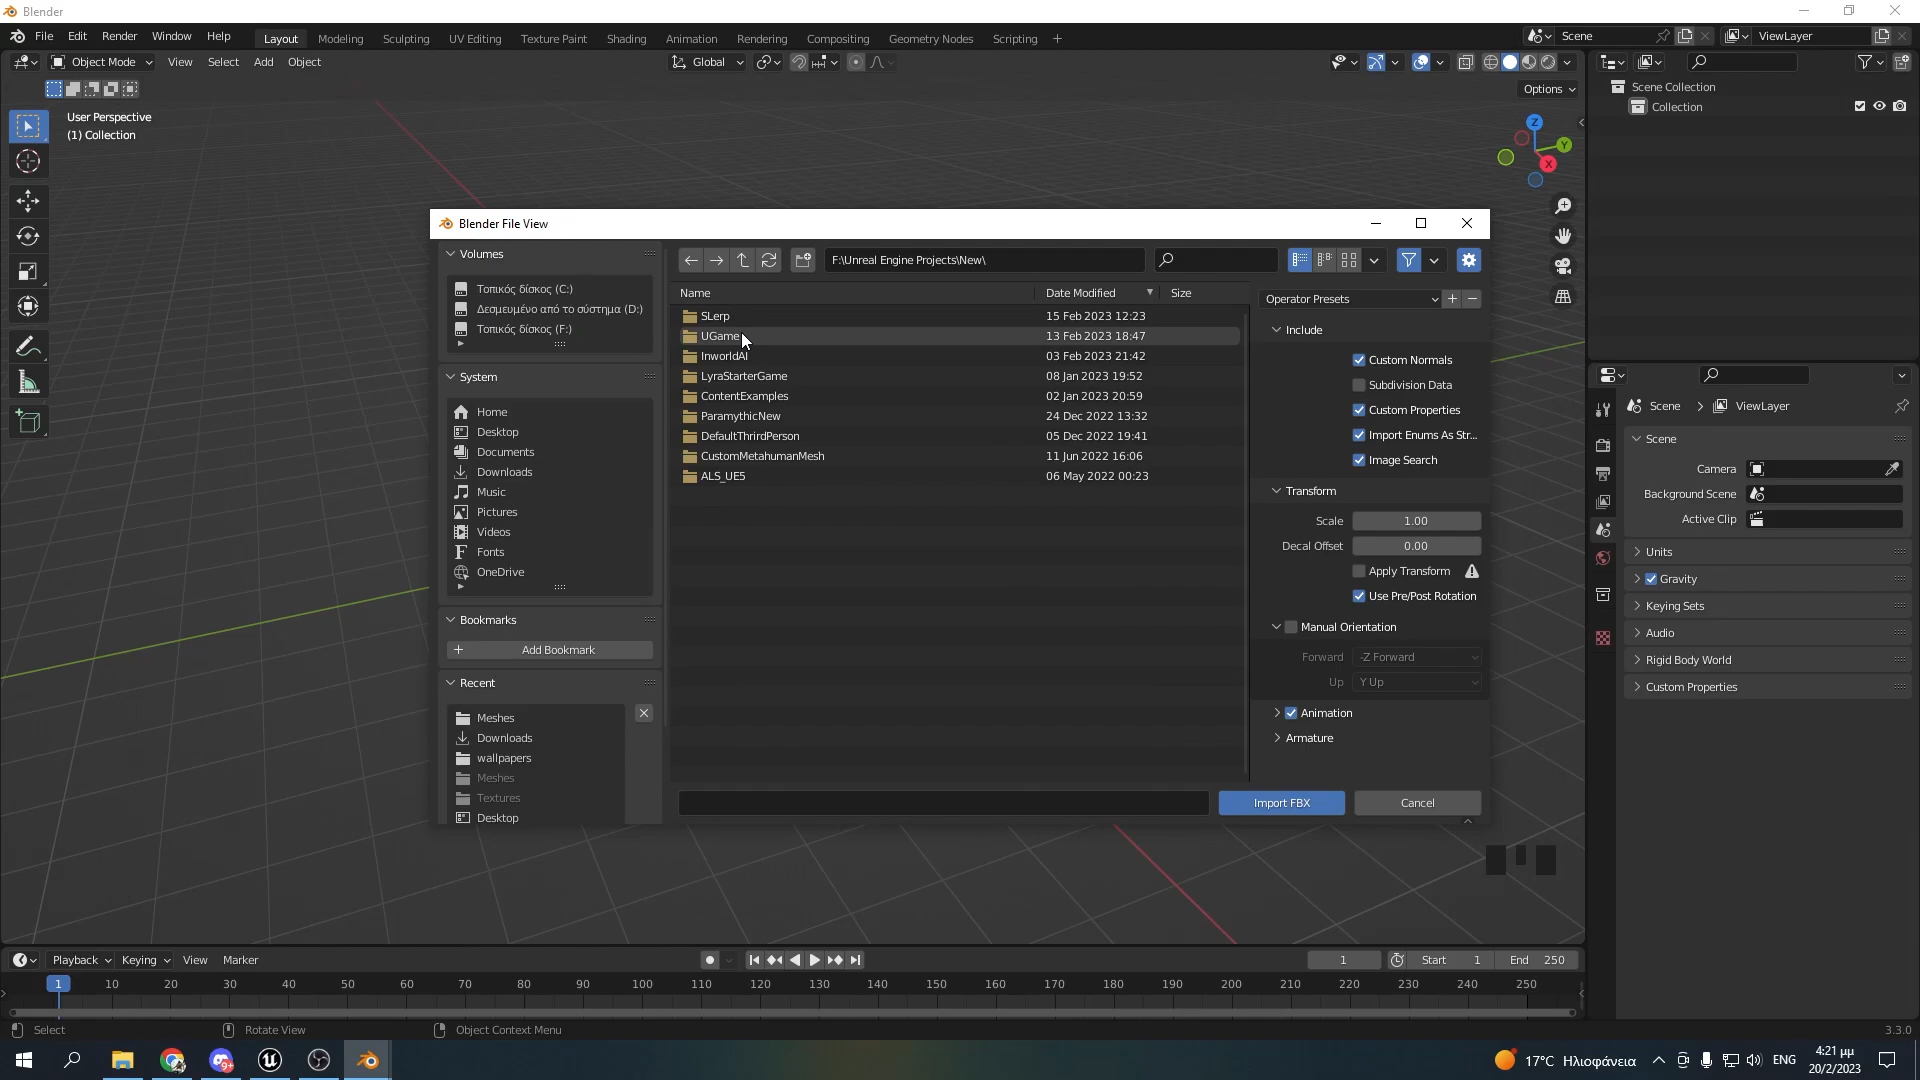 Blender
File Edit Render Window Help Layout Modeling Sculpting UV Editing Texture Paint Shading Animation Rendering Compositing Geometry Nodes Scripting + Scene ViewLayer
Object Mode View Select Add Object Global
Options
User Perspective
(1) Collection
Z
Y
X
Scene Collection
Collection
Blender File View
Volumes
Τοπικός δίσκος (C:)
Δεσμευμένο από το σύστημα (D:)
Τοπικός δίσκος (F:)
System
Home
Desktop
Documents
Downloads
Music
Pictures
Videos
Fonts
OneDrive
Bookmarks
+ Add Bookmark
Recent
Meshes
Downloads
wallpapers
Meshes
Textures
Desktop
F:\Unreal Engine Projects\New\
Name Date Modified Size
SLerp 15 Feb 2023 12:23
UGame 13 Feb 2023 18:47
InworldAI 03 Feb 2023 21:42
LyraStarterGame 08 Jan 2023 19:52
ContentExamples 02 Jan 2023 20:59
ParamythicNew 24 Dec 2022 13:32
DefaultThrirdPerson 05 Dec 2022 19:41
CustomMetahumanMesh 11 Jun 2022 16:06
ALS_UE5 06 May 2022 00:23
Operator Presets
Include
Custom Normals
Subdivision Data
Custom Properties
Import Enums As Str...
Image Search
Transform
Scale 1.00
Decal Offset 0.00
Apply Transform
Use Pre/Post Rotation
Manual Orientation
Forward -Z Forward
Up Y Up
Animation
Armature
Import FBX Cancel
Scene ViewLayer
Scene
Camera
Background Scene
Active Clip
Units
Gravity
Keying Sets
Audio
Rigid Body World
Custom Properties
Playback Keying View Marker 1 Start 1 End 250
1 10 20 30 40 50 60 70 80 90 100 110 120 130 140 150 160 170 180 190 200 210 220 230 240 250
Select Rotate View Object Context Menu 3.3.0
9+ 17°C Ηλιοφάνεια ENG 4:21 μμ
20/2/2023